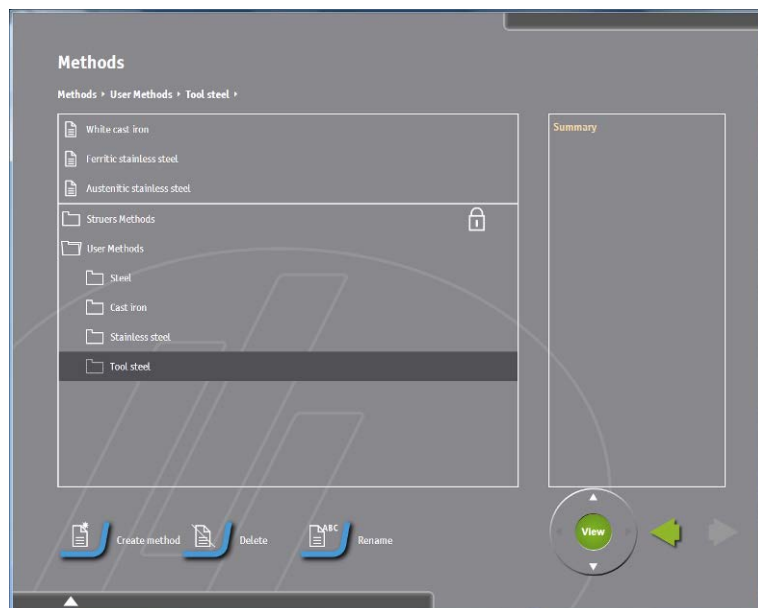 Methods
Methods ▸ User Methods ▸ Tool steel ▸
White cast iron
Ferritic stainless steel
Austenitic stainless steel
Struers Methods
User Methods
Steel
Cast iron
Stainless steel
Tool steel
Summary
Create method
Delete
ABC
Rename
View